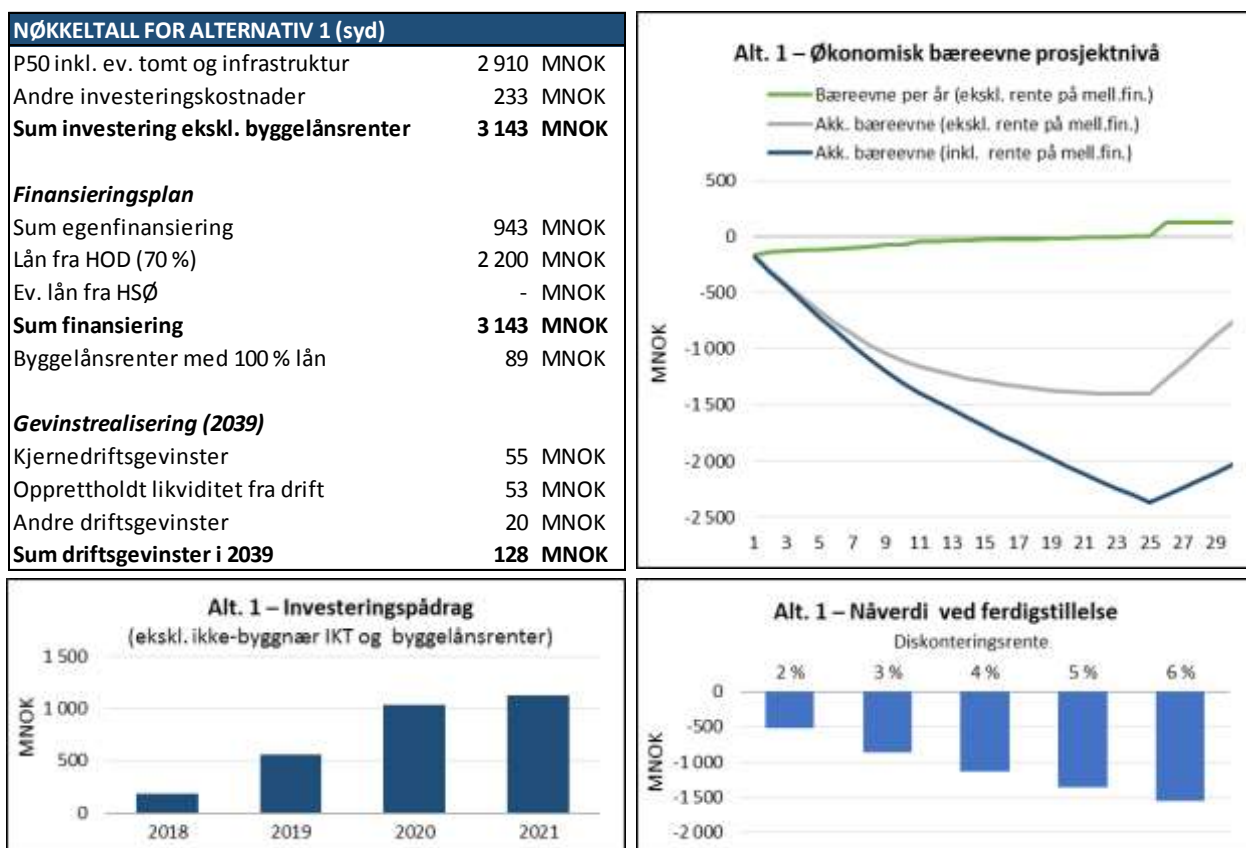 NØKKELTALL FOR ALTERNATIV 1 (syd)
P50 inkl. ev. tomt og infrastruktur 2 910 MNOK
Andre investeringskostnader 233 MNOK
Sum investering ekskl. byggelånsrenter 3 143 MNOK
Finansieringsplan
Sum egenfinansiering 943 MNOK
Lån fra HOD (70 %) 2 200 MNOK
Ev. lån fra HSØ - MNOK
Sum finansiering 3 143 MNOK
Byggelånsrenter med 100 % lån 89 MNOK
Gevinstrealisering (2039)
Kjernedriftsgevinster 55 MNOK
Opprettholdt likviditet fra drift 53 MNOK
Andre driftsgevinster 20 MNOK
Sum driftsgevinster i 2039 128 MNOK
Alt. 1 – Økonomisk bæreevne prosjektnivå
Bæreevne per år (ekskl. rente på mell.fin.)
Akk. bæreevne (ekskl. rente på mell.fin.)
Akk. bæreevne (inkl. rente på mell.fin.)
MNOK
500
0
-500
-1 000
-1 500
-2 000
-2 500
1 3 5 7 9 11 13 15 17 19 21 23 25 27 29
Alt. 1 – Investeringspådrag
(ekskl. ikke-byggnær IKT og byggelånsrenter)
MNOK
1 500
1 000
500
0
2018 2019 2020 2021
Alt. 1 – Nåverdi ved ferdigstillelse
Diskonteringsrente
2 % 3 % 4 % 5 % 6 %
MNOK
0
-500
-1 000
-1 500
-2 000